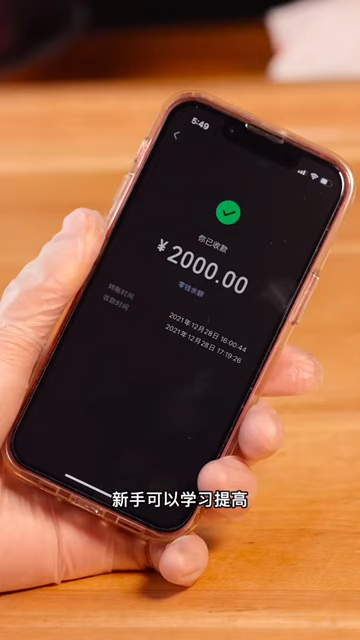 5:49
你已收款
¥2000.00
零钱余额
转账时间
2021年12月28日 16:00:44
收款时间
2021年12月28日 17:19:26
新手可以学习提高